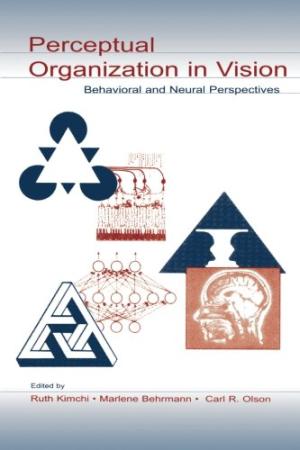 Perceptual
Organization in Vision
Behavioral and Neural Perspectives
Edited by
Ruth Kimchi • Marlene Behrmann • Carl R. Olson